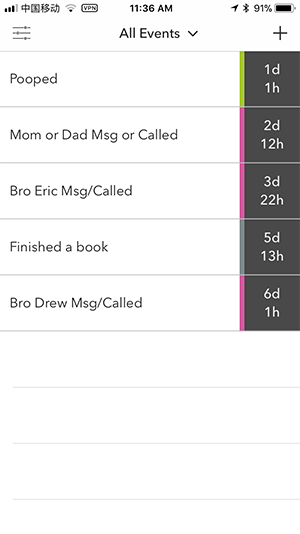 中国移动 VPN 11:36 AM 91%
All Events
Pooped
1d
1h
Mom or Dad Msg or Called
2d
12h
Bro Eric Msg/Called
3d
22h
Finished a book
5d
13h
Bro Drew Msg/Called
6d
1h